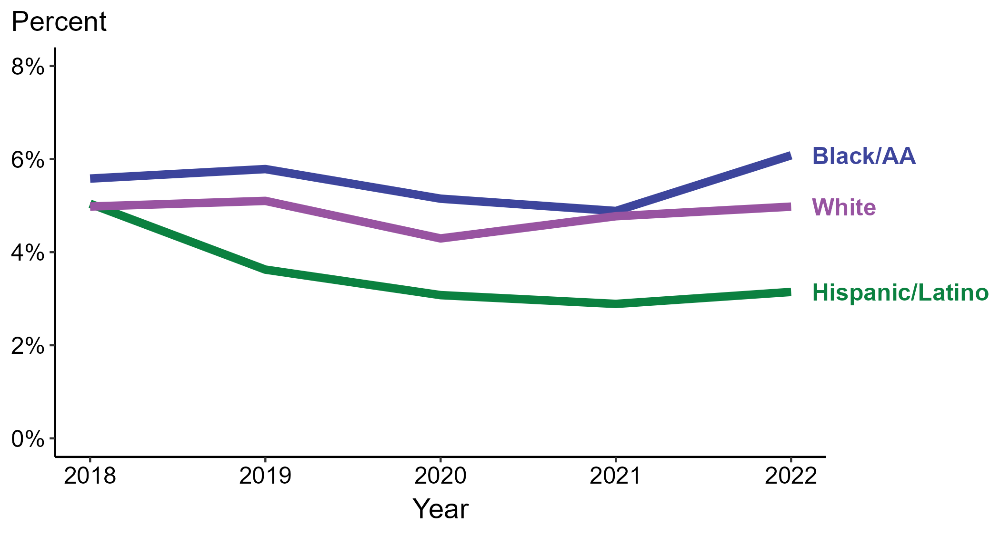 Percent
8%
6%
4%
2%
0%
Black/AA
White
Hispanic/Latino
2018 2019 2020 2021 2022
Year